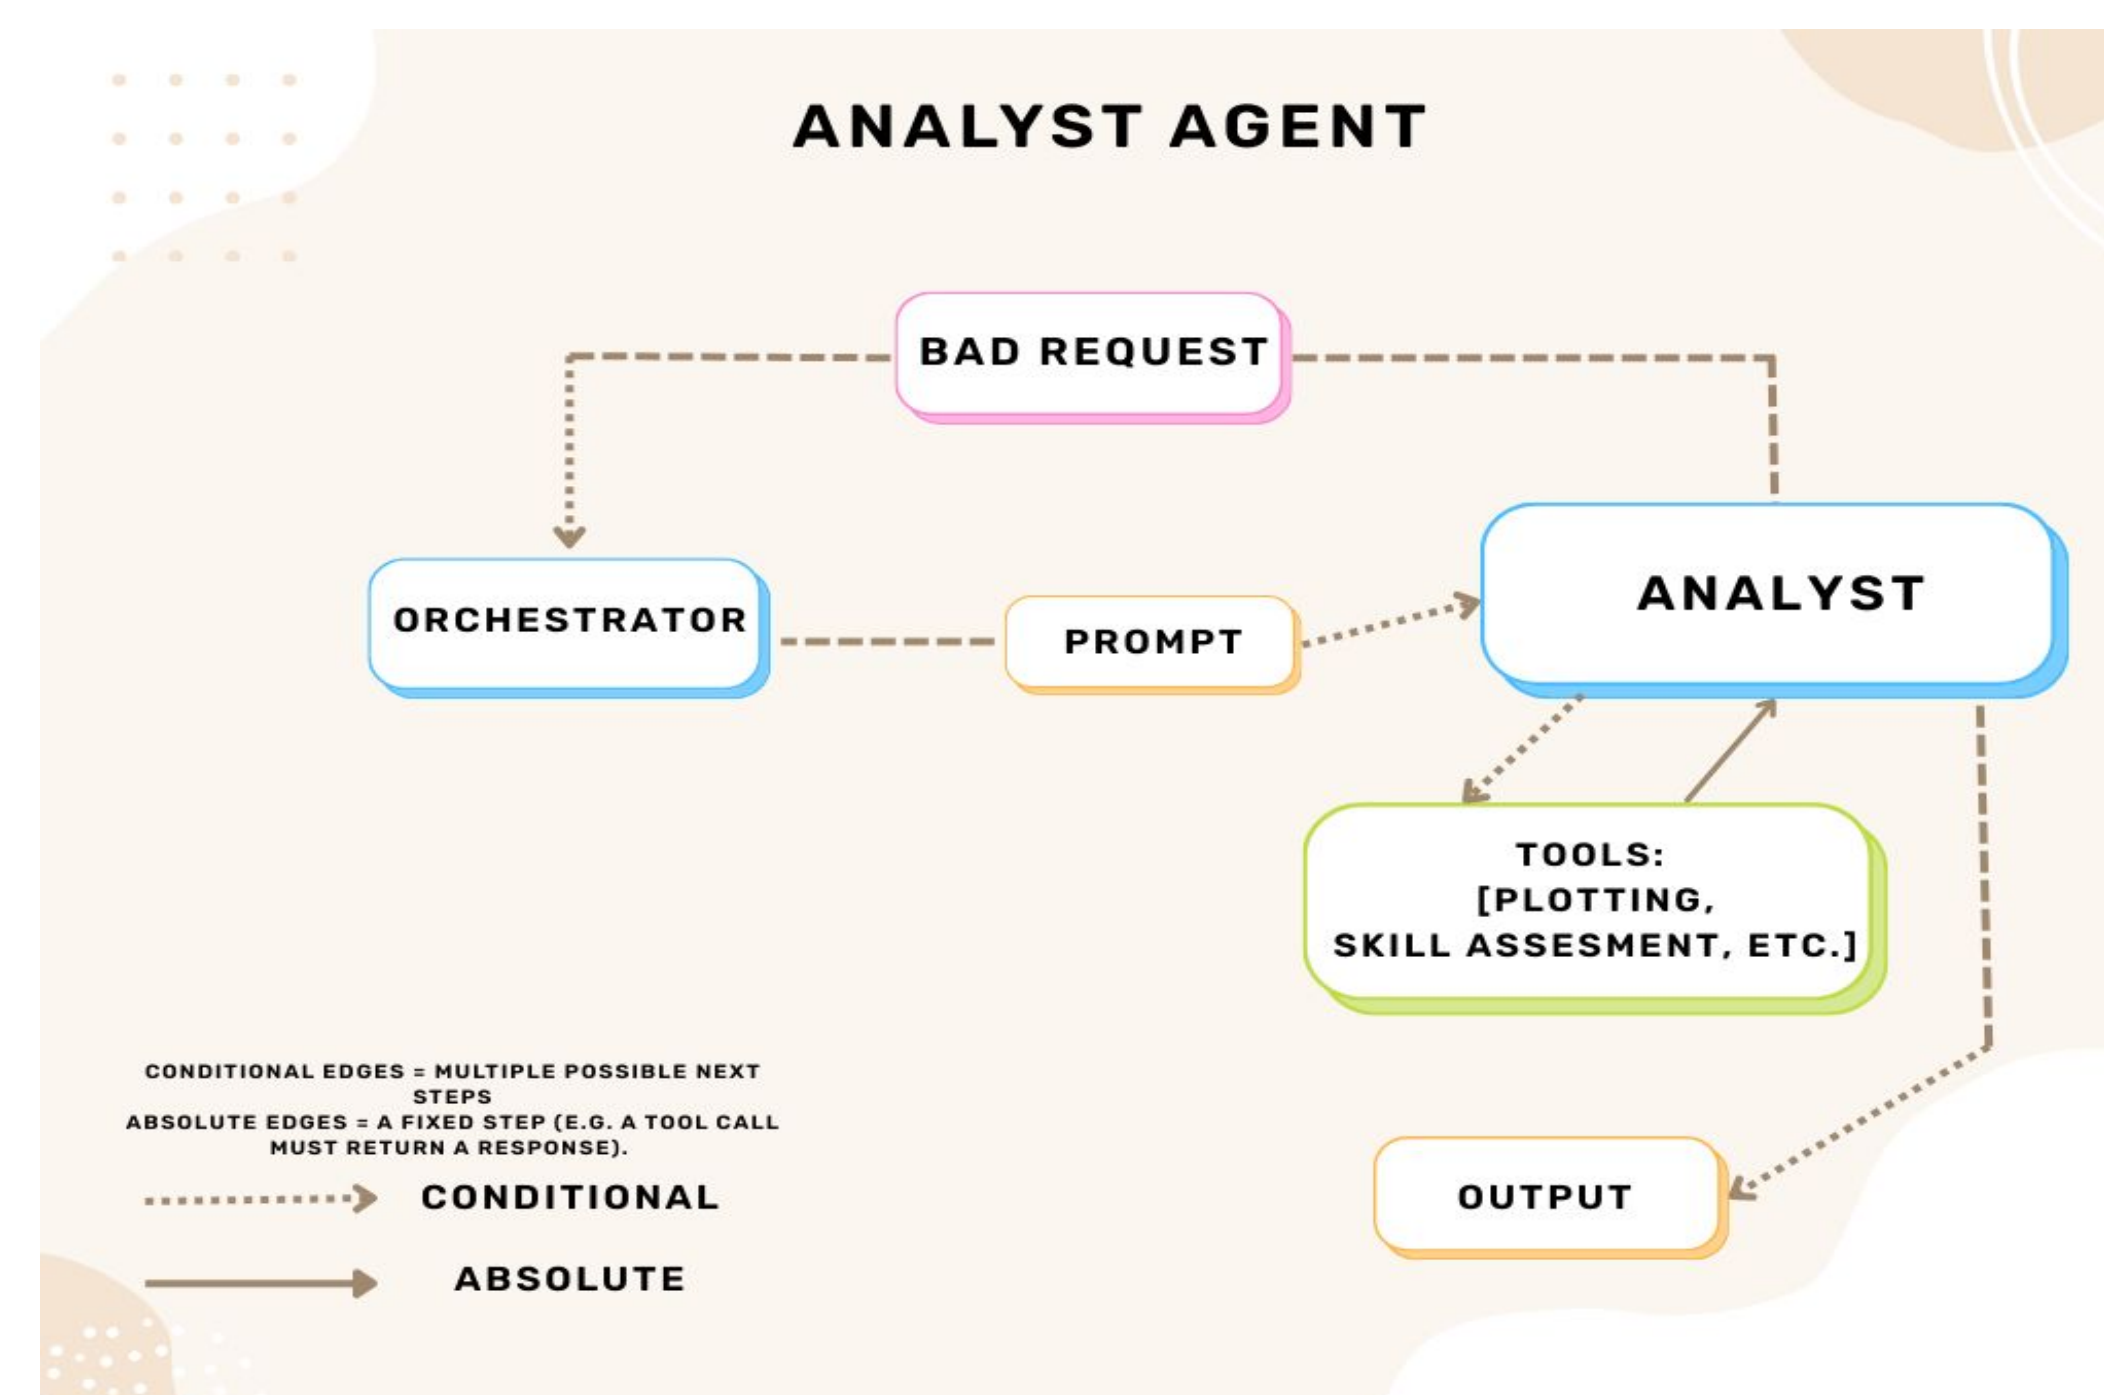 ANALYST AGENT
BAD REQUEST
ORCHESTRATOR
PROMPT
ANALYST
TOOLS:
[PLOTTING,
SKILL ASSESMENT, ETC.]
OUTPUT
CONDITIONAL EDGES = MULTIPLE POSSIBLE NEXT
STEPS
ABSOLUTE EDGES = A FIXED STEP (E.G. A TOOL CALL
MUST RETURN A RESPONSE).
CONDITIONAL
ABSOLUTE